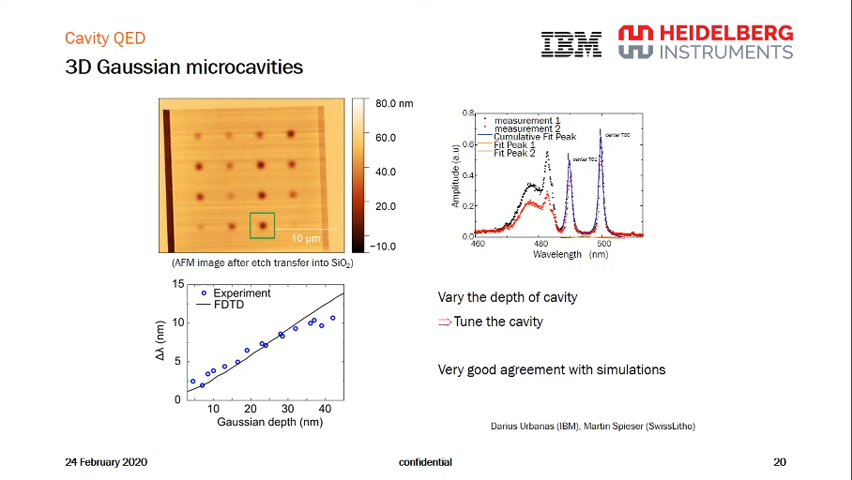 Cavity QED
3D Gaussian microcavities
IBM
HEIDELBERG
INSTRUMENTS
80.0 nm
60.0
40.0
20.0
−10.0
10 µm
(AFM image after etch transfer into SiO2)
0.8
0.6
0.4
0.2
0.0
Amplitude (a.u)
measurement 1
measurement 2
Cumulative Fit Peak
Fit Peak 1
Fit Peak 2
center T01
center T00
460
480
500
Wavelength (nm)
15
10
5
0
Δλ (nm)
Experiment
FDTD
10
20
30
40
Gaussian depth (nm)
Vary the depth of cavity
⇒ Tune the cavity
Very good agreement with simulations
Darius Urbanas (IBM), Martin Spieser (SwissLitho)
24 February 2020
confidential
20